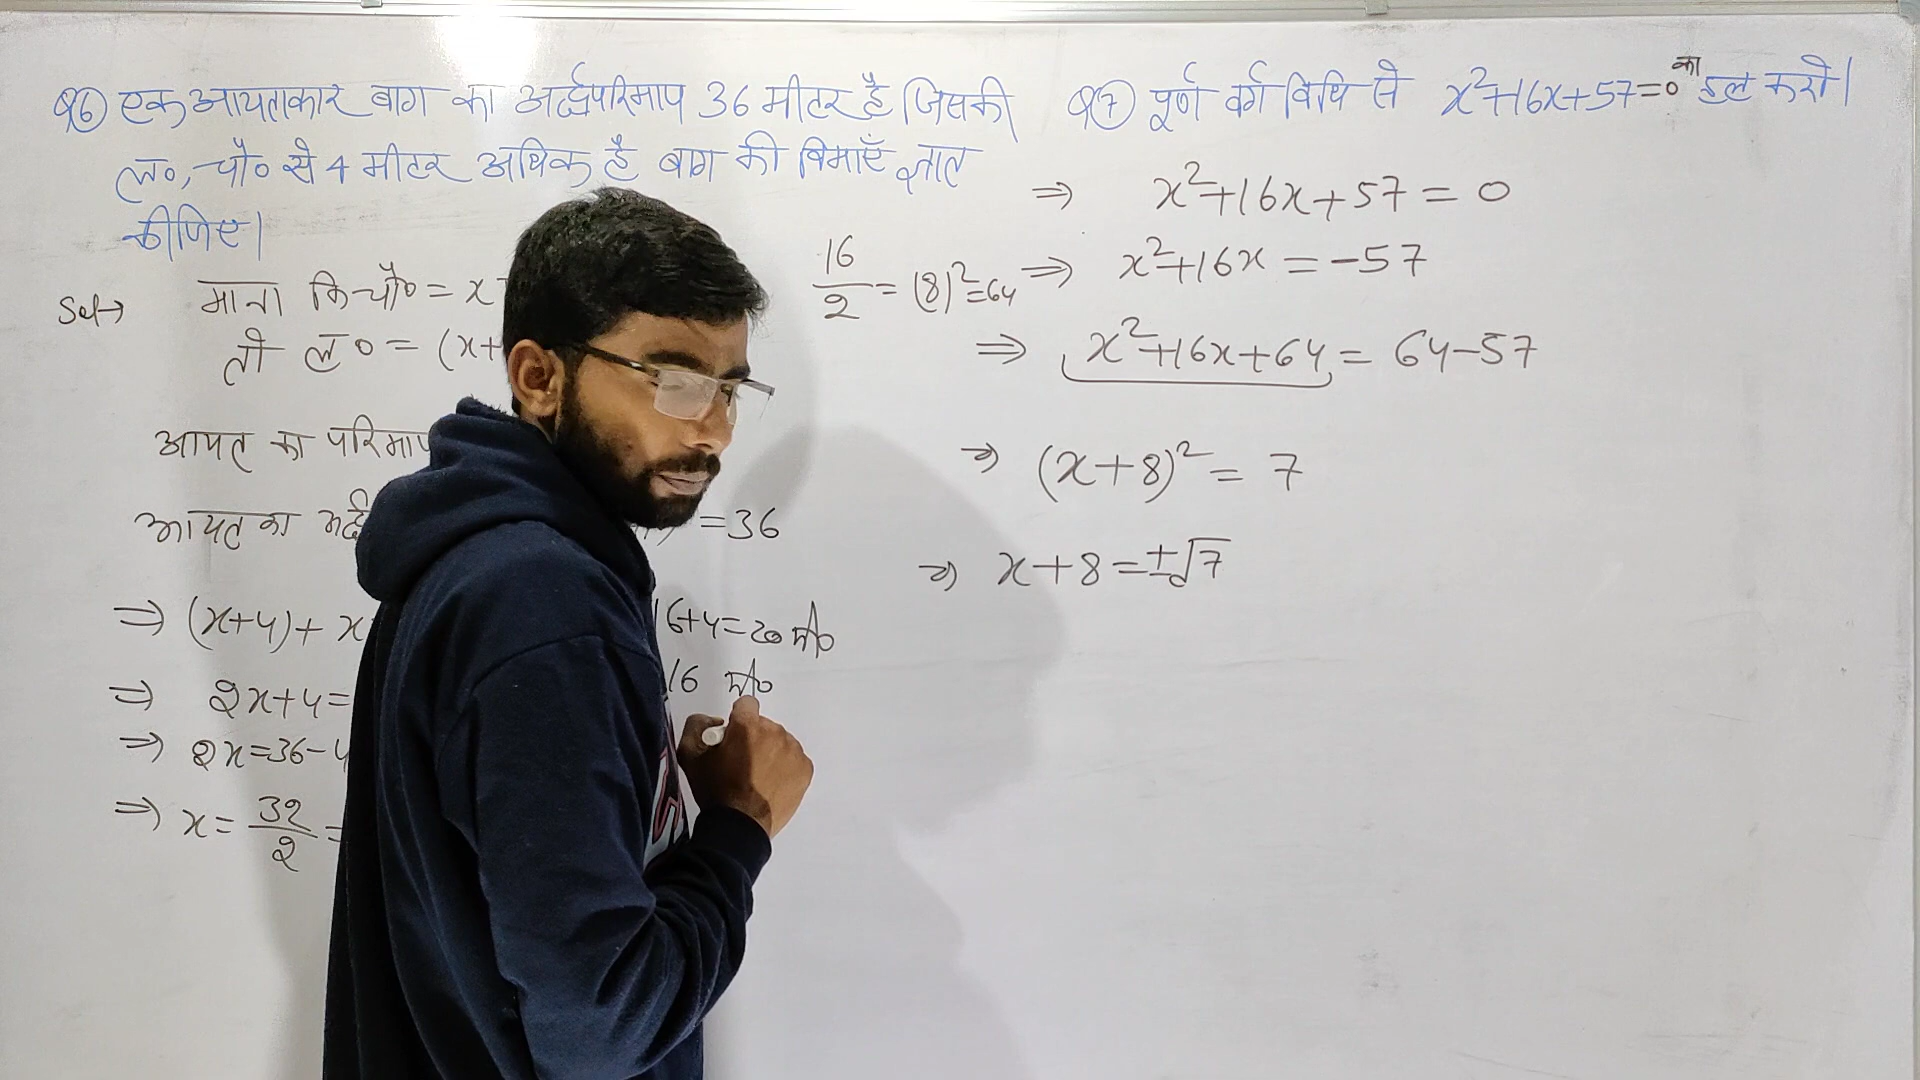 Q6 एक आयताकार बाग का अर्द्धपरिमाप 36 मीटर है जिसकी
ल०, चौ० से 4 मीटर अधिक है बाग की विमाएँ ज्ञात
कीजिए।
Sol→ माना कि चौ० = x
तो ल० = (x+
आयत का परिमाप
आयत का अर्द्ध = 36
⇒ (x+4)+x 16+4=20 मी०
⇒ 2x+4= 16 मी०
⇒ 2x=36-4
⇒ x= 32/2 =
Q7 पूर्ण वर्ग विधि से x²+16x+57=0 का हल करो।
⇒ x²+16x+57=0
16/2 = (8)²=64 ⇒ x²+16x=-57
⇒ x²+16x+64=64-57
⇒ (x+8)²=7
⇒ x+8=±√7